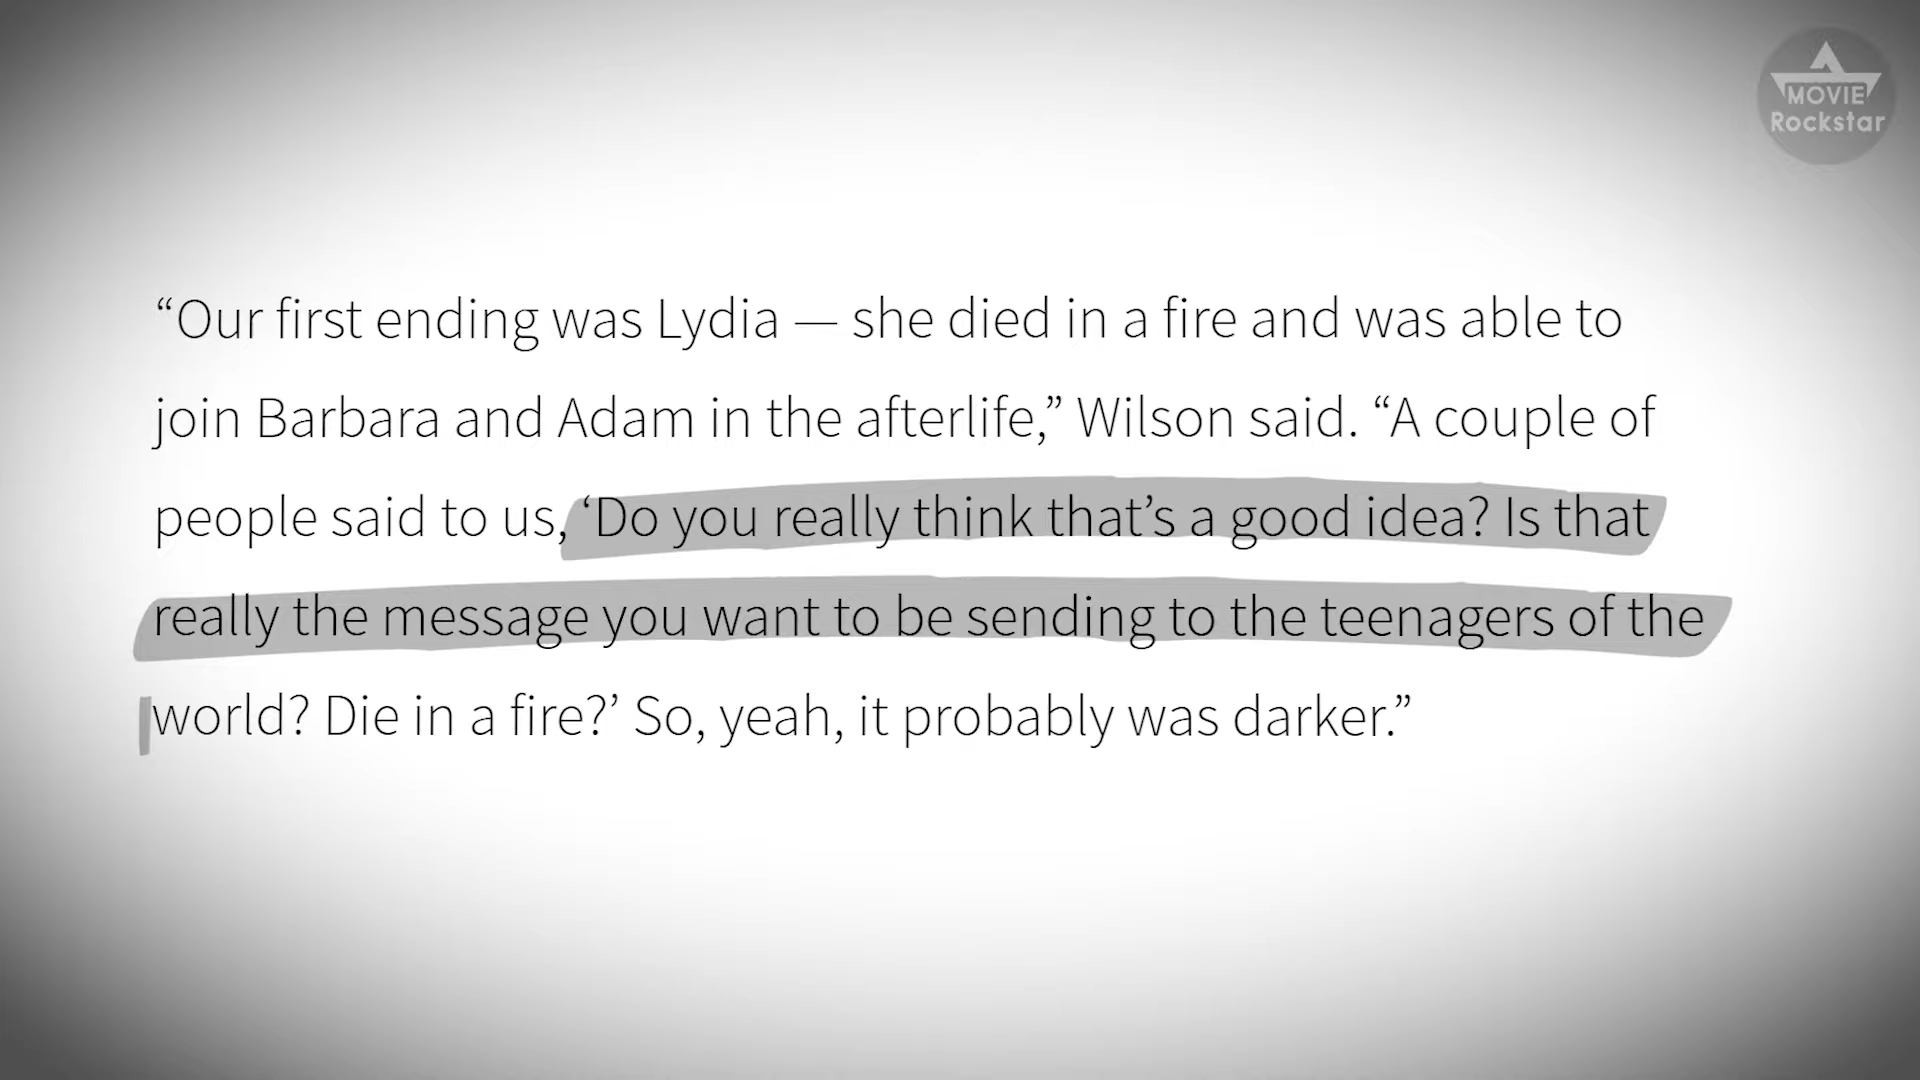 MOVIE
Rockstar
“Our first ending was Lydia — she died in a fire and was able to
join Barbara and Adam in the afterlife,” Wilson said. “A couple of
people said to us, ‘Do you really think that’s a good idea? Is that
really the message you want to be sending to the teenagers of the
world? Die in a fire?’ So, yeah, it probably was darker.”